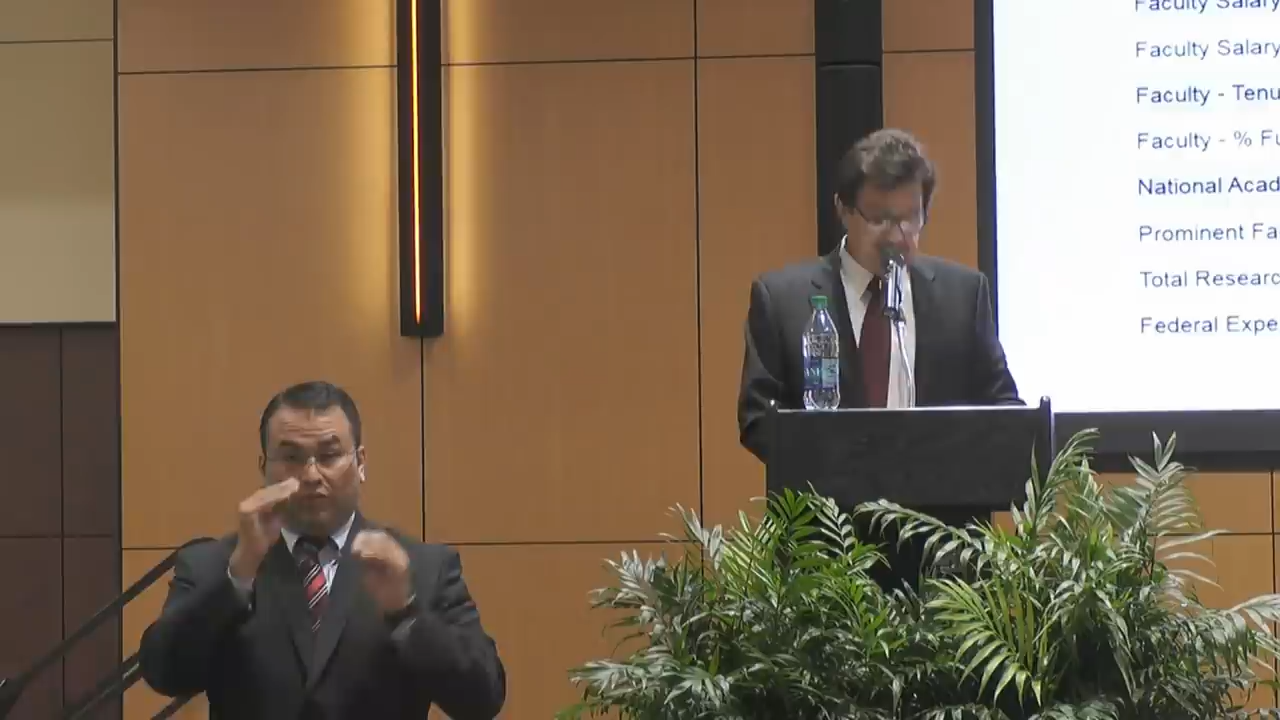 Faculty Salary
Faculty Salary
Faculty - Tenu
Faculty - % Fu
National Acad
Prominent Fa
Total Researc
Federal Expe